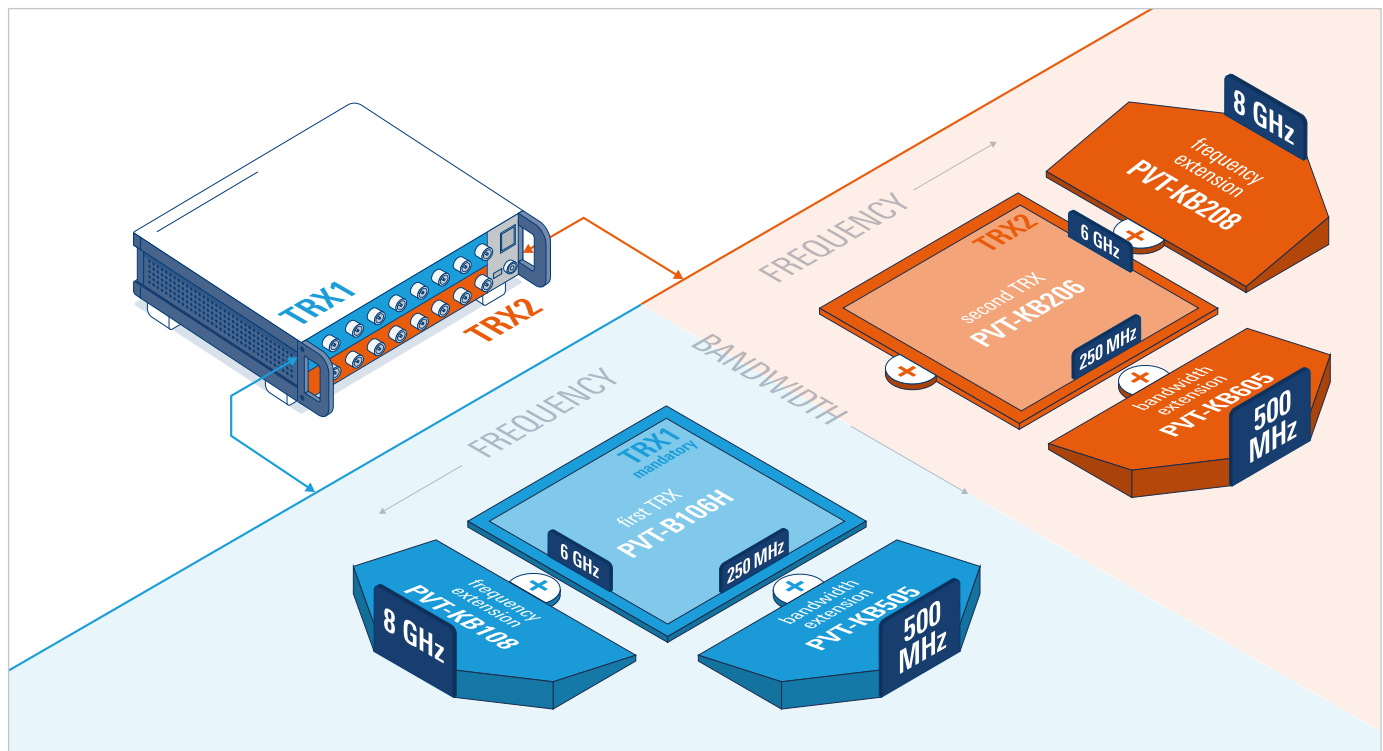 TRX1
TRX2
FREQUENCY
8 GHz
frequency
extension
PVT-KB208
TRX2
6 GHz
second TRX
PVT-KB206
250 MHz
bandwidth
extension
PVT-KB605
500
MHz
BANDWIDTH
FREQUENCY
TRX1
mandatory
first TRX
PVT-B106H
6 GHz
250 MHz
frequency
extension
PVT-KB108
8 GHz
bandwidth
extension
PVT-KB505
500
MHz